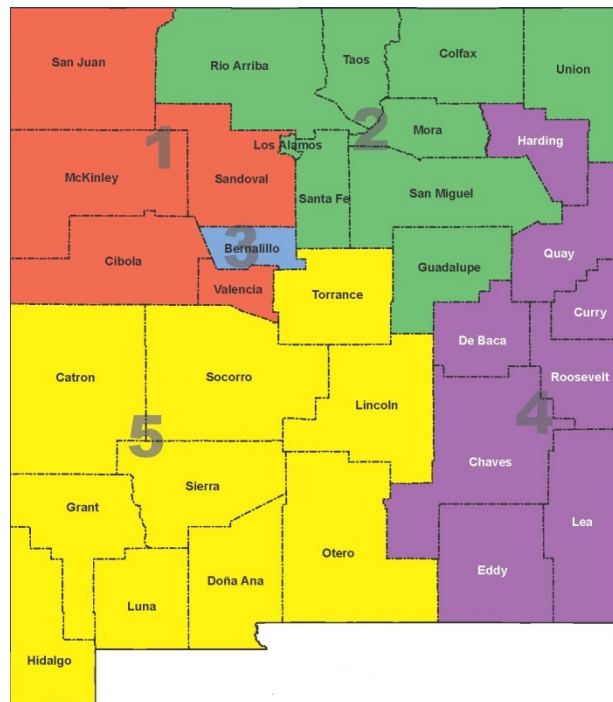 San Juan
Rio Arriba
Taos
Colfax
Union
1
2
Mora
Harding
Los Alamos
McKinley
Sandoval
Santa Fe
San Miguel
3
Bernalillo
Quay
Cibola
Guadalupe
Valencia
Torrance
Curry
De Baca
Catron
Socorro
Roosevelt
Lincoln
4
5
Chaves
Sierra
Grant
Lea
Otero
Eddy
Doña Ana
Luna
Hidalgo